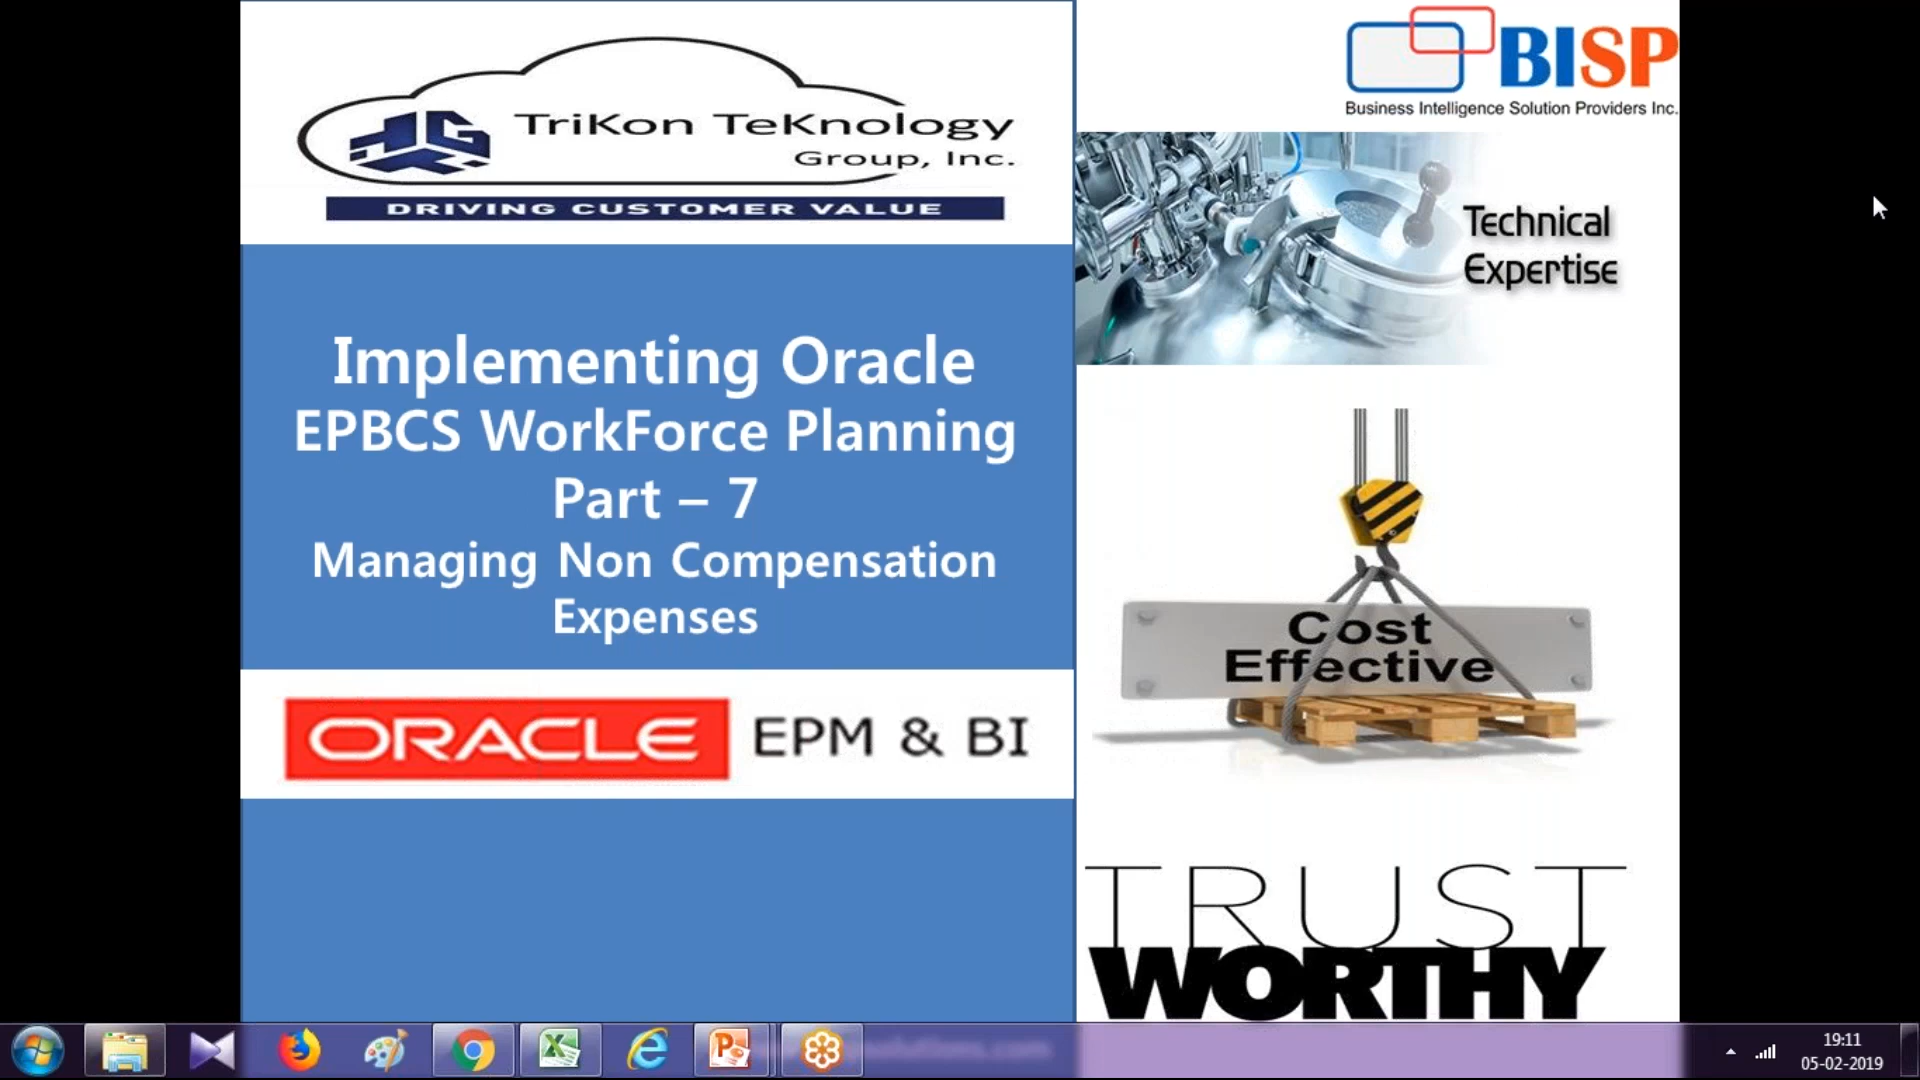 TriKon TeKnology
Group, Inc.
DRIVING CUSTOMER VALUE
Implementing Oracle
EPBCS WorkForce Planning
Part – 7
Managing Non Compensation
Expenses
ORACLE EPM & BI
BISP
Business Intelligence Solution Providers Inc.
Technical
Expertise
Cost
Effective
TRUST
WORTHY
19:11
05-02-2019